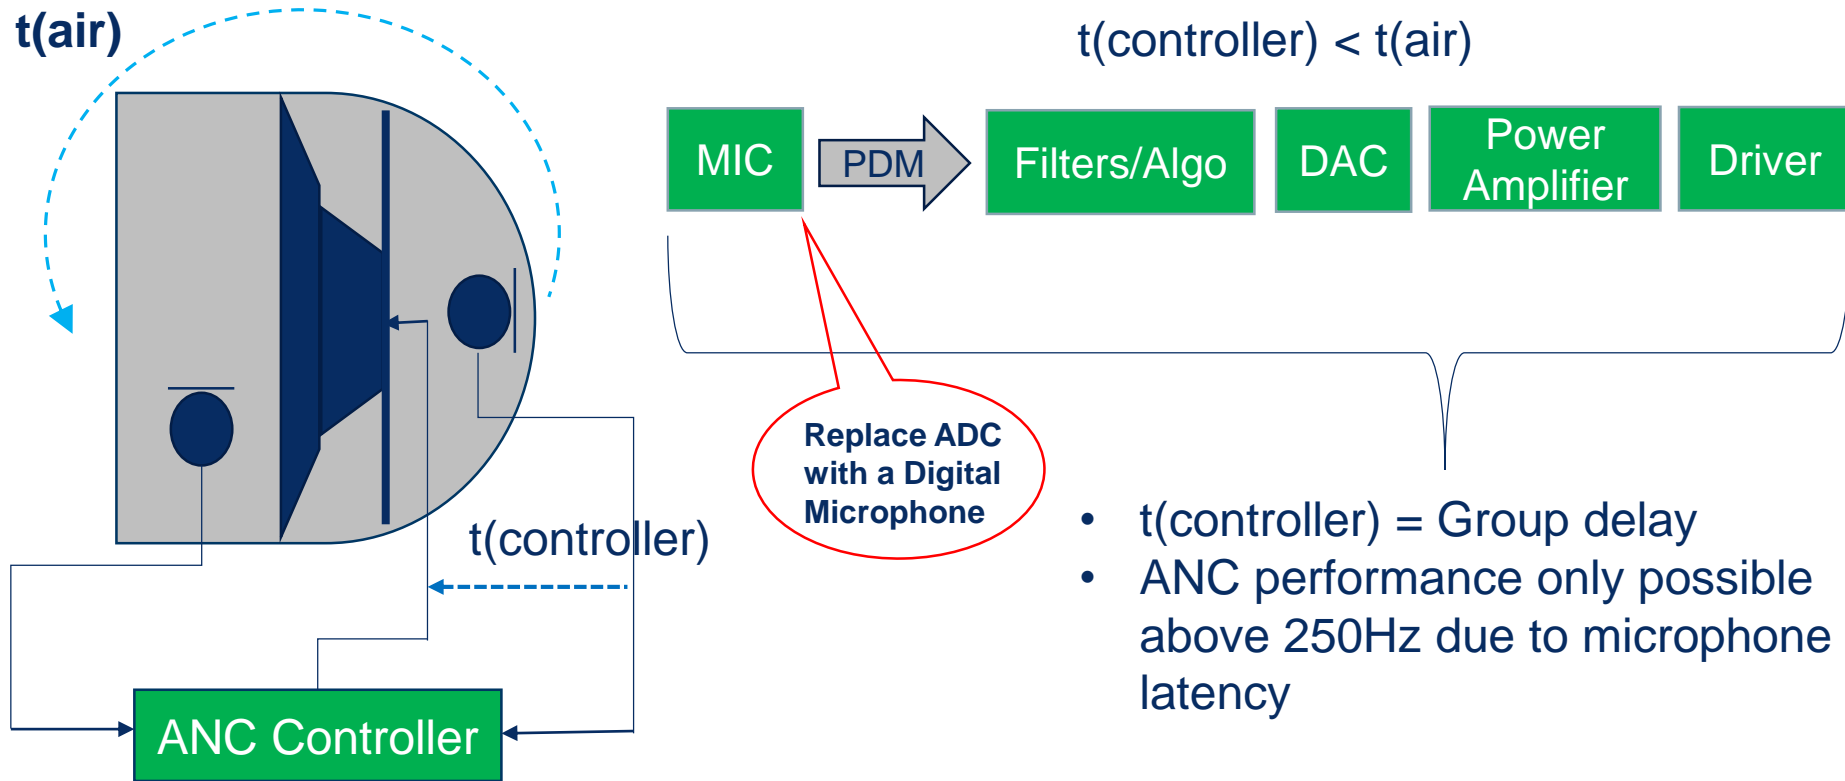 t(air)
t(controller) < t(air)
MIC
PDM
Filters/Algo
DAC
Power
Amplifier
Driver
Replace ADC
with a Digital
Microphone
t(controller)
ANC Controller
• t(controller) = Group delay
• ANC performance only possible
above 250Hz due to microphone
latency